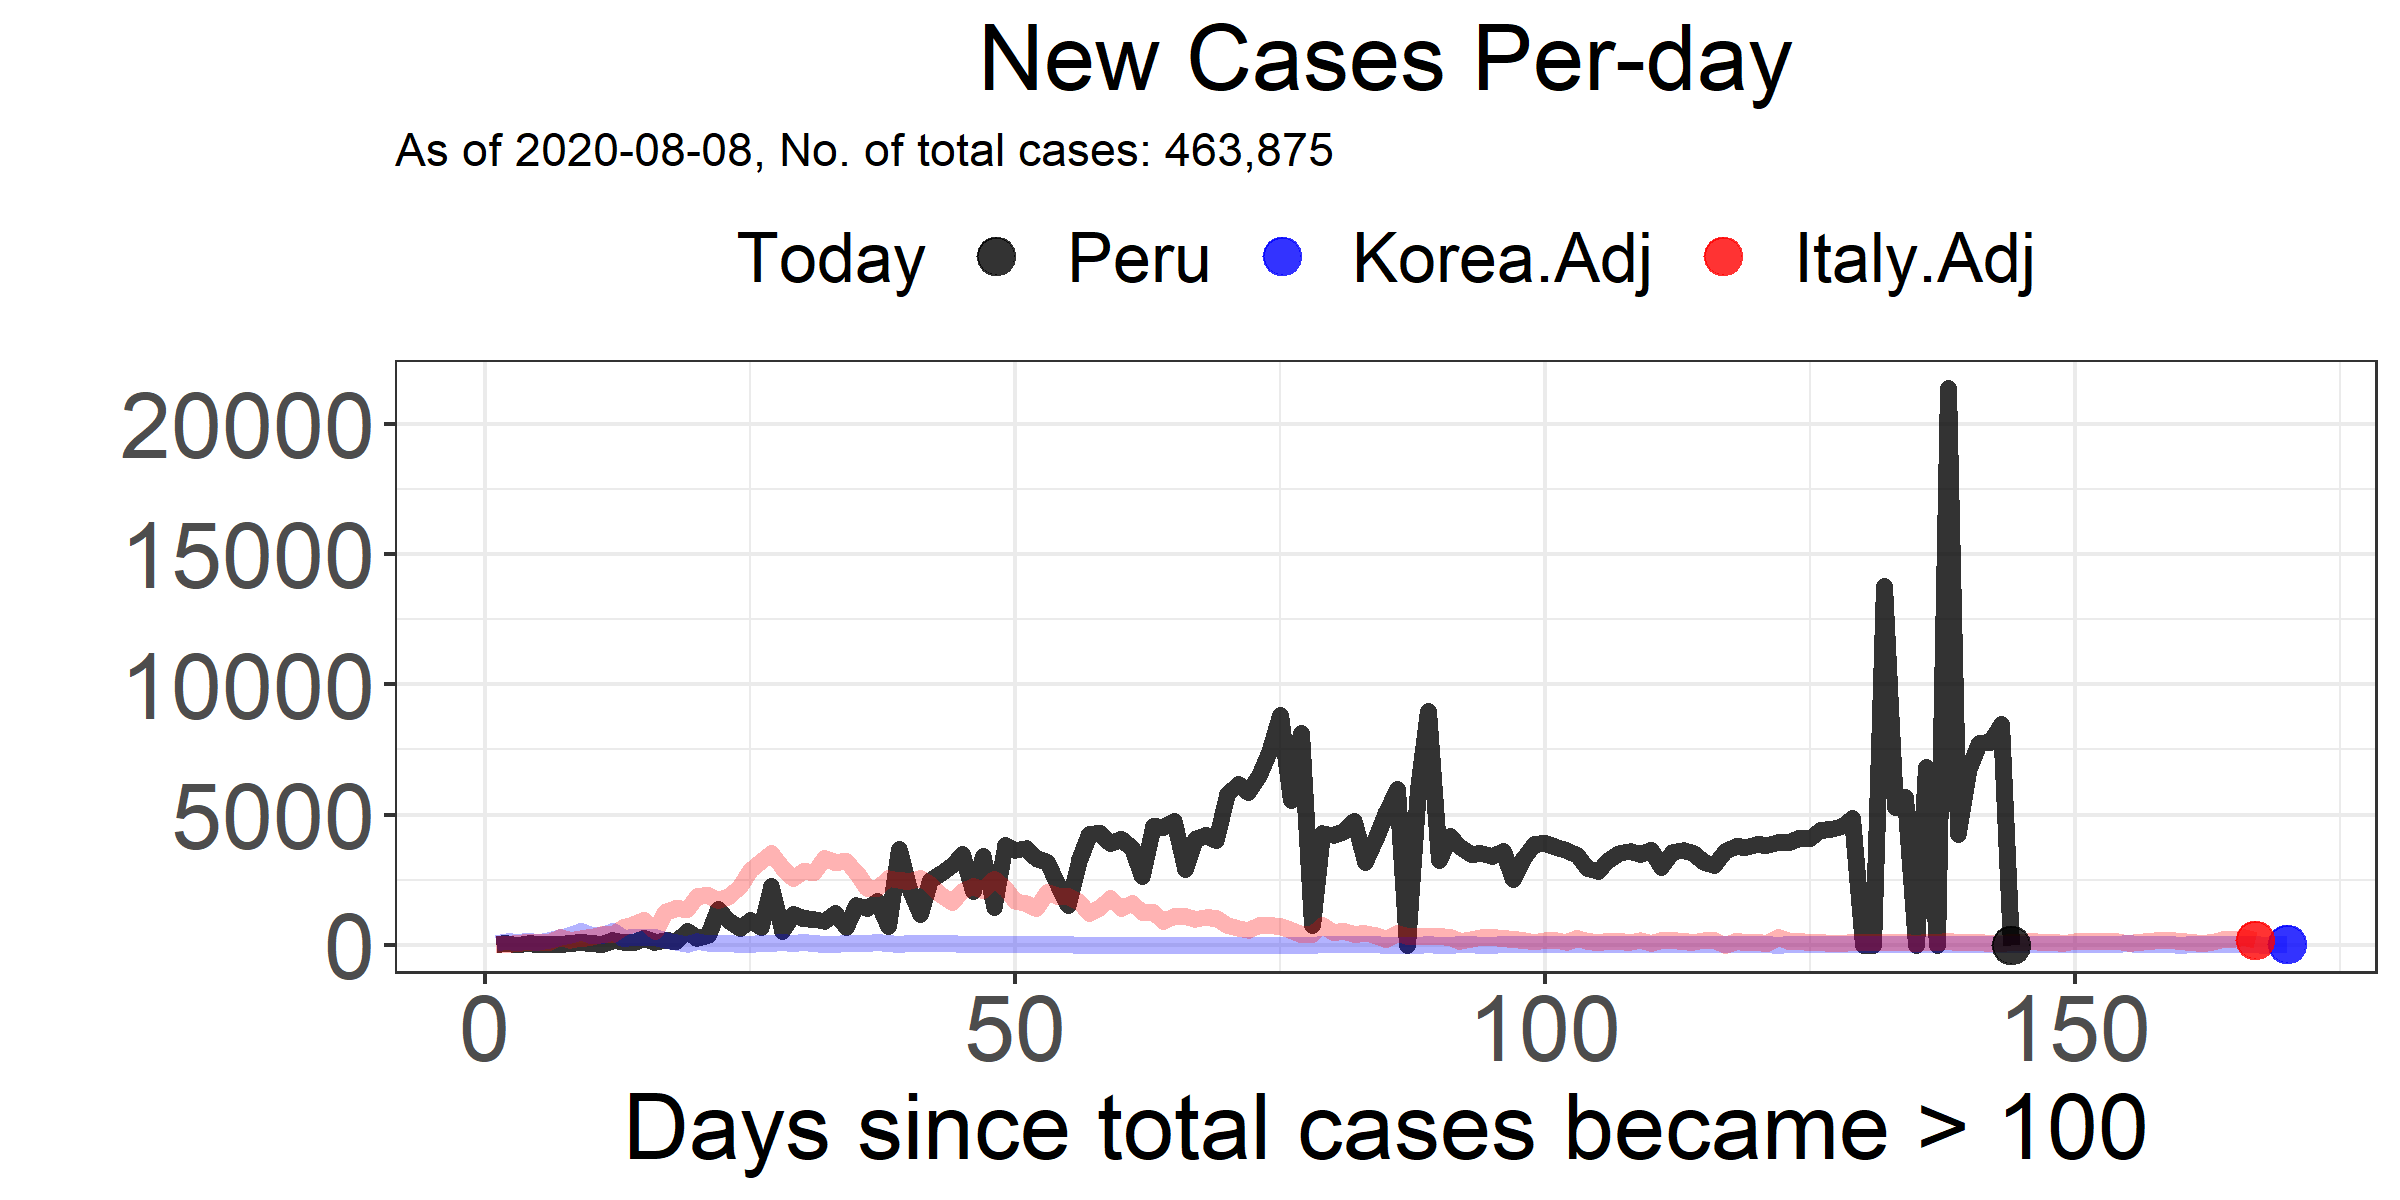 New Cases Per-day
As of 2020-08-08, No. of total cases: 463,875
Today Peru Korea.Adj Italy.Adj
20000
15000
10000
5000
0
0 50 100 150
Days since total cases became > 100